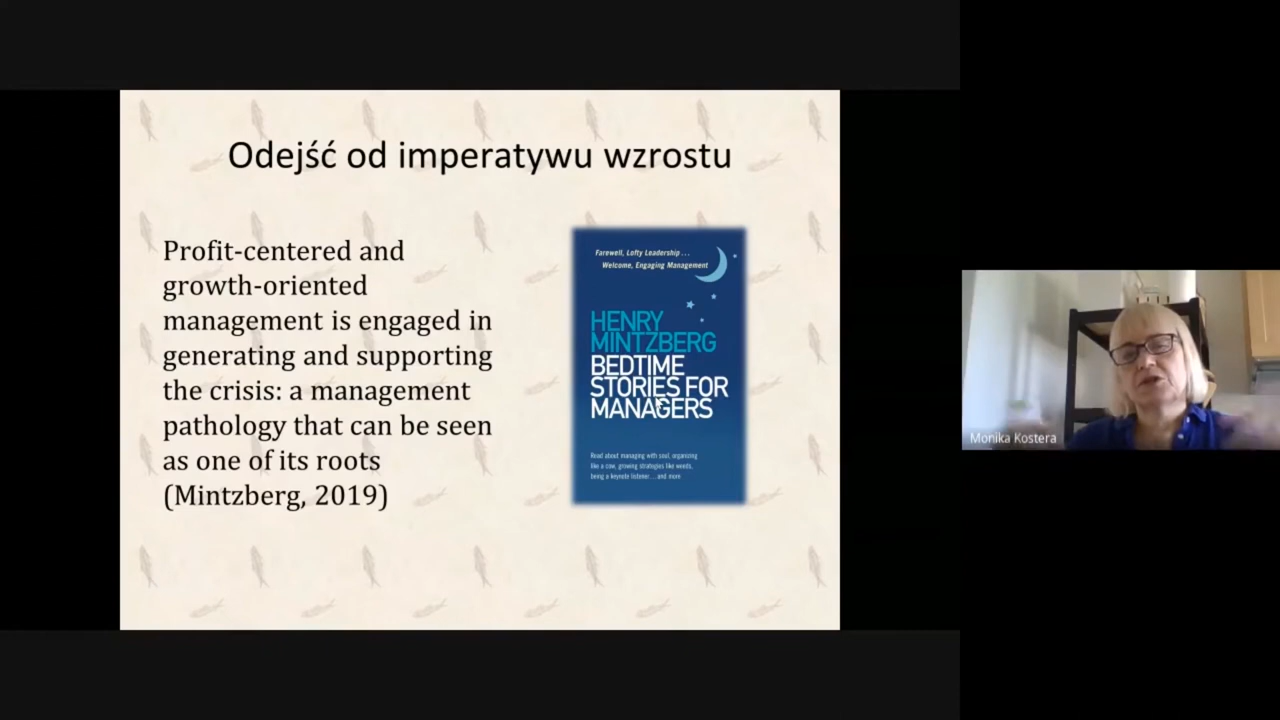 Odejść od imperatywu wzrostu
Profit-centered and
growth-oriented
management is engaged in
generating and supporting
the crisis: a management
pathology that can be seen
as one of its roots
(Mintzberg, 2019)
Farewell, Lofty Leadership...
Welcome, Engaging Management
HENRY
MINTZBERG
BEDTIME
STORIES FOR
MANAGERS
Read about managing with soul, organizing
like a cow, growing strategies like weeds,
being a keynote listener...and more
Monika Kostera